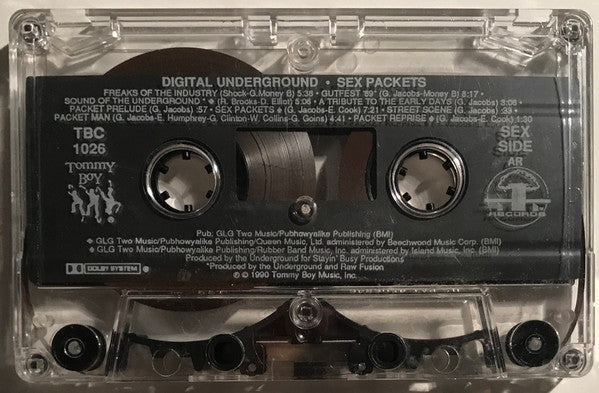 DIGITAL UNDERGROUND • SEX PACKETS
FREAKS OF THE INDUSTRY (Shock-G.Money B) 5:38 • GUTFEST '89" (G. Jacobs-Money B) 8:17 •
SOUND OF THE UNDERGROUND * ⬥ (R. Brooks-D. Elliot) 5:06 • A TRIBUTE TO THE EARLY DAYS (G. Jacobs) 3:06 •
PACKET PRELUDE (G. Jacobs) :57 • SEX PACKETS ⬥ (G. Jacobs-E. Cook) 7:21 • STREET SCENE (G. Jacobs) :33 •
PACKET MAN (G. Jacobs-E. Humphrey-G, Clinton-W, Collins-G. Goins) 4:41 • PACKET REPRISE ⬥ (G. Jacobs-E. Cook) 1:30
TBC
1026
Tommy
Boy
SEX
SIDE
AR
RECORDS
Pub: GLG Two Music/Pubhowyalike Publishing (BMI)
⬥ GLG Two Music/Pubhowyalike Publishing/Queen Music, Ltd. administered by Beechwood Music Corp. (BMI)
⬥ GLG Two Music/Pubhowyalike Publishing/Rubber Band Music, Inc. administered by Island Music, Inc. (BMI)
Produced by the Underground for Stayin' Busy Productions
*Produced by the Underground and Raw Fusion
℗ © 1990 Tommy Boy Music, Inc.
DOLBY SYSTEM